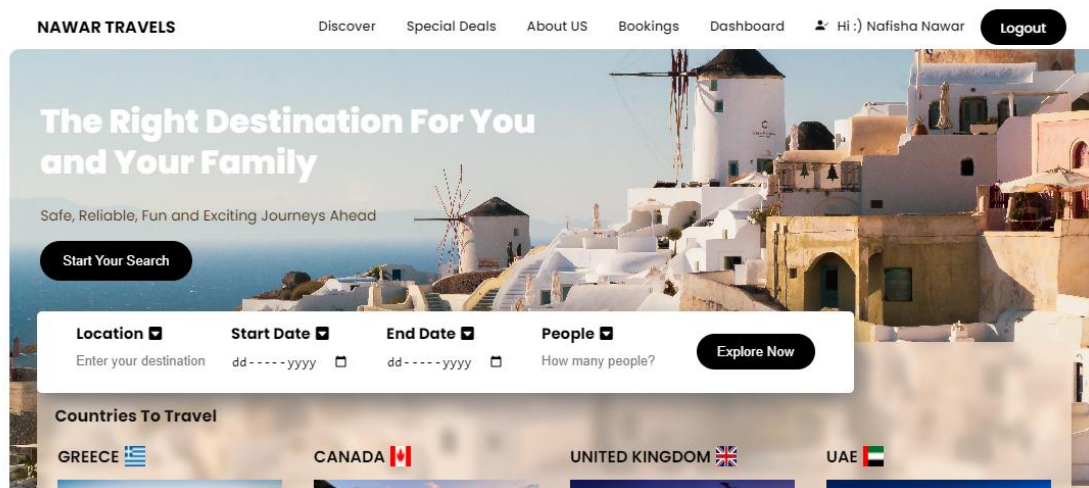 NAWAR TRAVELS
Discover
Special Deals
About US
Bookings
Dashboard
Hi :) Nafisha Nawar
Logout
The Right Destination For You
and Your Family
Safe, Reliable, Fun and Exciting Journeys Ahead
Start Your Search
Location
Start Date
End Date
People
Enter your destination
dd-----yyyy
dd-----yyyy
How many people?
Explore Now
Countries To Travel
GREECE
CANADA
UNITED KINGDOM
UAE